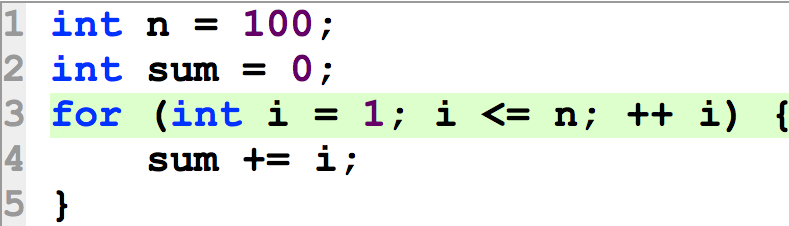 1 int n = 100;
2 int sum = 0;
3 for (int i = 1; i <= n; ++ i) {
4     sum += i;
5 }